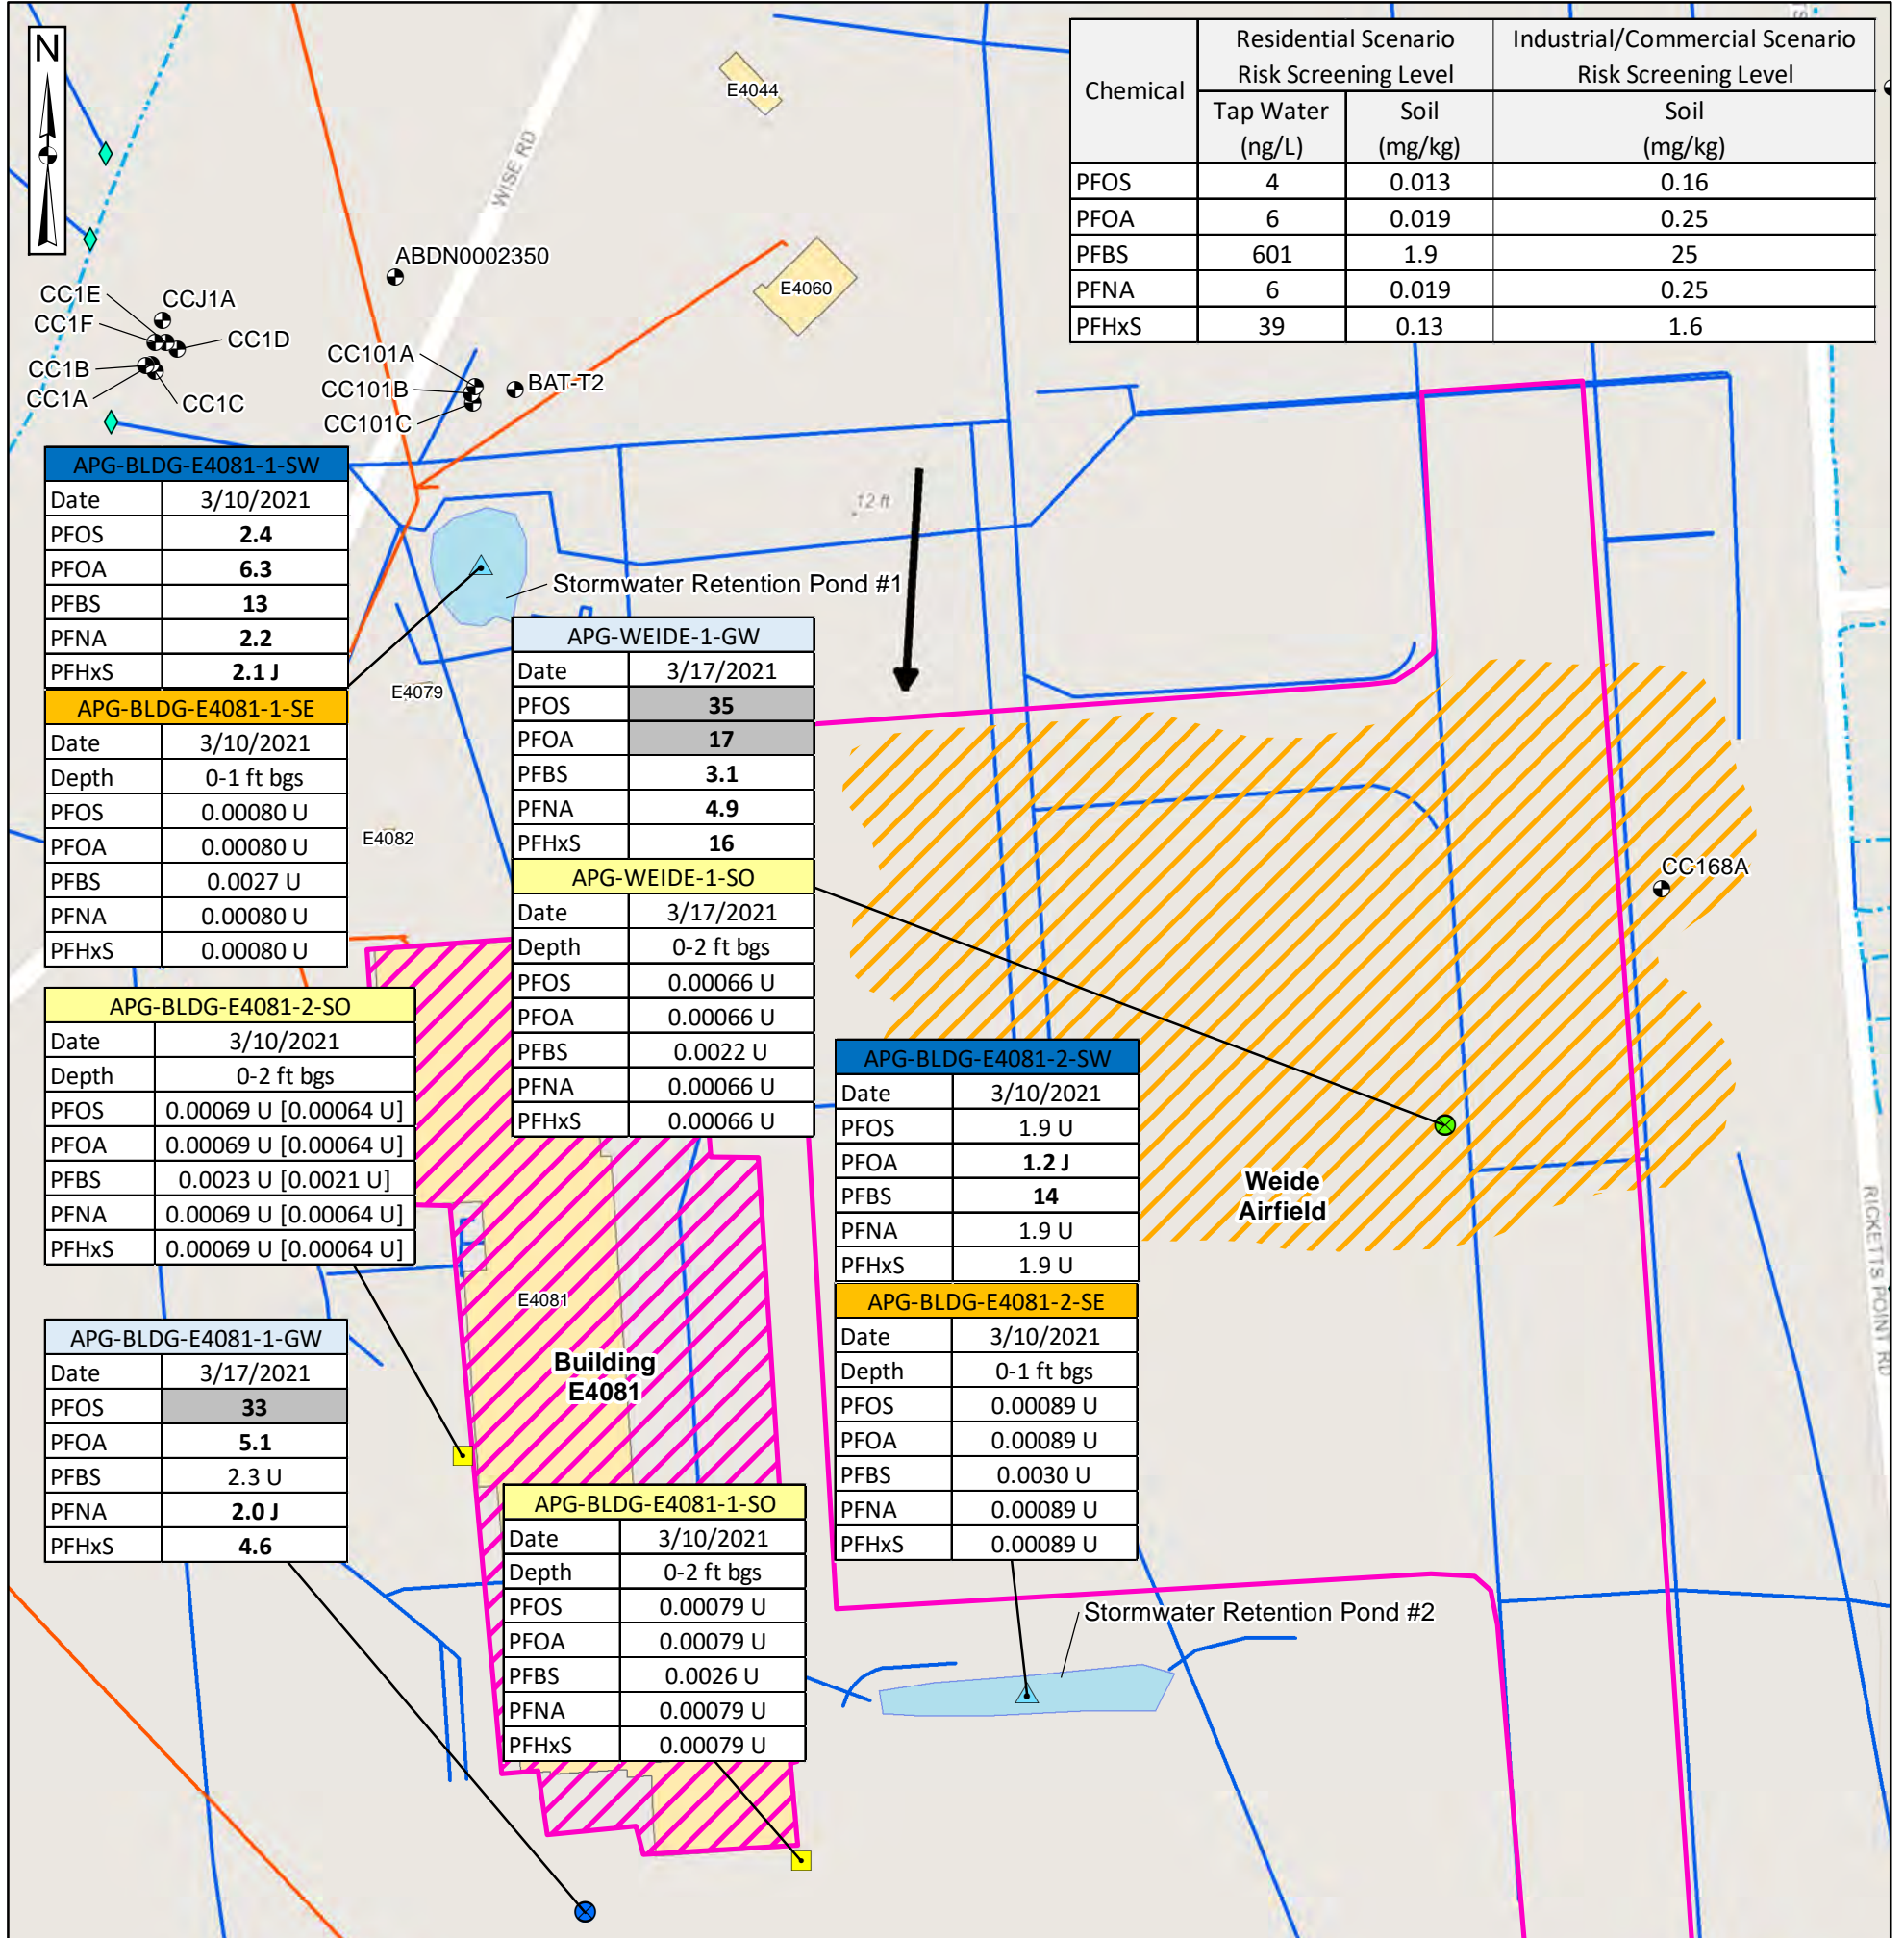 N
E4044
WISE RD
Chemical
Residential Scenario
Risk Screening Level
Industrial/Commercial Scenario
Risk Screening Level
Tap Water
(ng/L)
Soil
(mg/kg)
Soil
(mg/kg)
PFOS 4 0.013 0.16
PFOA 6 0.019 0.25
PFBS 601 1.9 25
PFNA 6 0.019 0.25
PFHxS 39 0.13 1.6
ABDN0002350
E4060
CC1E
CCJ1A
CC1F
CC1D
CC1B
CC1A
CC1C
CC101A
CC101B
CC101C
BAT-T2
12 ft
Stormwater Retention Pond #1
APG-BLDG-E4081-1-SW
Date 3/10/2021
PFOS 2.4
PFOA 6.3
PFBS 13
PFNA 2.2
PFHxS 2.1 J
APG-BLDG-E4081-1-SE
Date 3/10/2021
Depth 0-1 ft bgs
PFOS 0.00080 U
PFOA 0.00080 U
PFBS 0.0027 U
PFNA 0.00080 U
PFHxS 0.00080 U
E4079
E4082
APG-WEIDE-1-GW
Date 3/17/2021
PFOS 35
PFOA 17
PFBS 3.1
PFNA 4.9
PFHxS 16
APG-WEIDE-1-SO
Date 3/17/2021
Depth 0-2 ft bgs
PFOS 0.00066 U
PFOA 0.00066 U
PFBS 0.0022 U
PFNA 0.00066 U
PFHxS 0.00066 U
CC168A
APG-BLDG-E4081-2-SO
Date 3/10/2021
Depth 0-2 ft bgs
PFOS 0.00069 U [0.00064 U]
PFOA 0.00069 U [0.00064 U]
PFBS 0.0023 U [0.0021 U]
PFNA 0.00069 U [0.00064 U]
PFHxS 0.00069 U [0.00064 U]
APG-BLDG-E4081-2-SW
Date 3/10/2021
PFOS 1.9 U
PFOA 1.2 J
PFBS 14
PFNA 1.9 U
PFHxS 1.9 U
APG-BLDG-E4081-2-SE
Date 3/10/2021
Depth 0-1 ft bgs
PFOS 0.00089 U
PFOA 0.00089 U
PFBS 0.0030 U
PFNA 0.00089 U
PFHxS 0.00089 U
Weide
Airfield
RICKETTS POINT RD
E4081
Building
E4081
APG-BLDG-E4081-1-GW
Date 3/17/2021
PFOS 33
PFOA 5.1
PFBS 2.3 U
PFNA 2.0 J
PFHxS 4.6
APG-BLDG-E4081-1-SO
Date 3/10/2021
Depth 0-2 ft bgs
PFOS 0.00079 U
PFOA 0.00079 U
PFBS 0.0026 U
PFNA 0.00079 U
PFHxS 0.00079 U
Stormwater Retention Pond #2